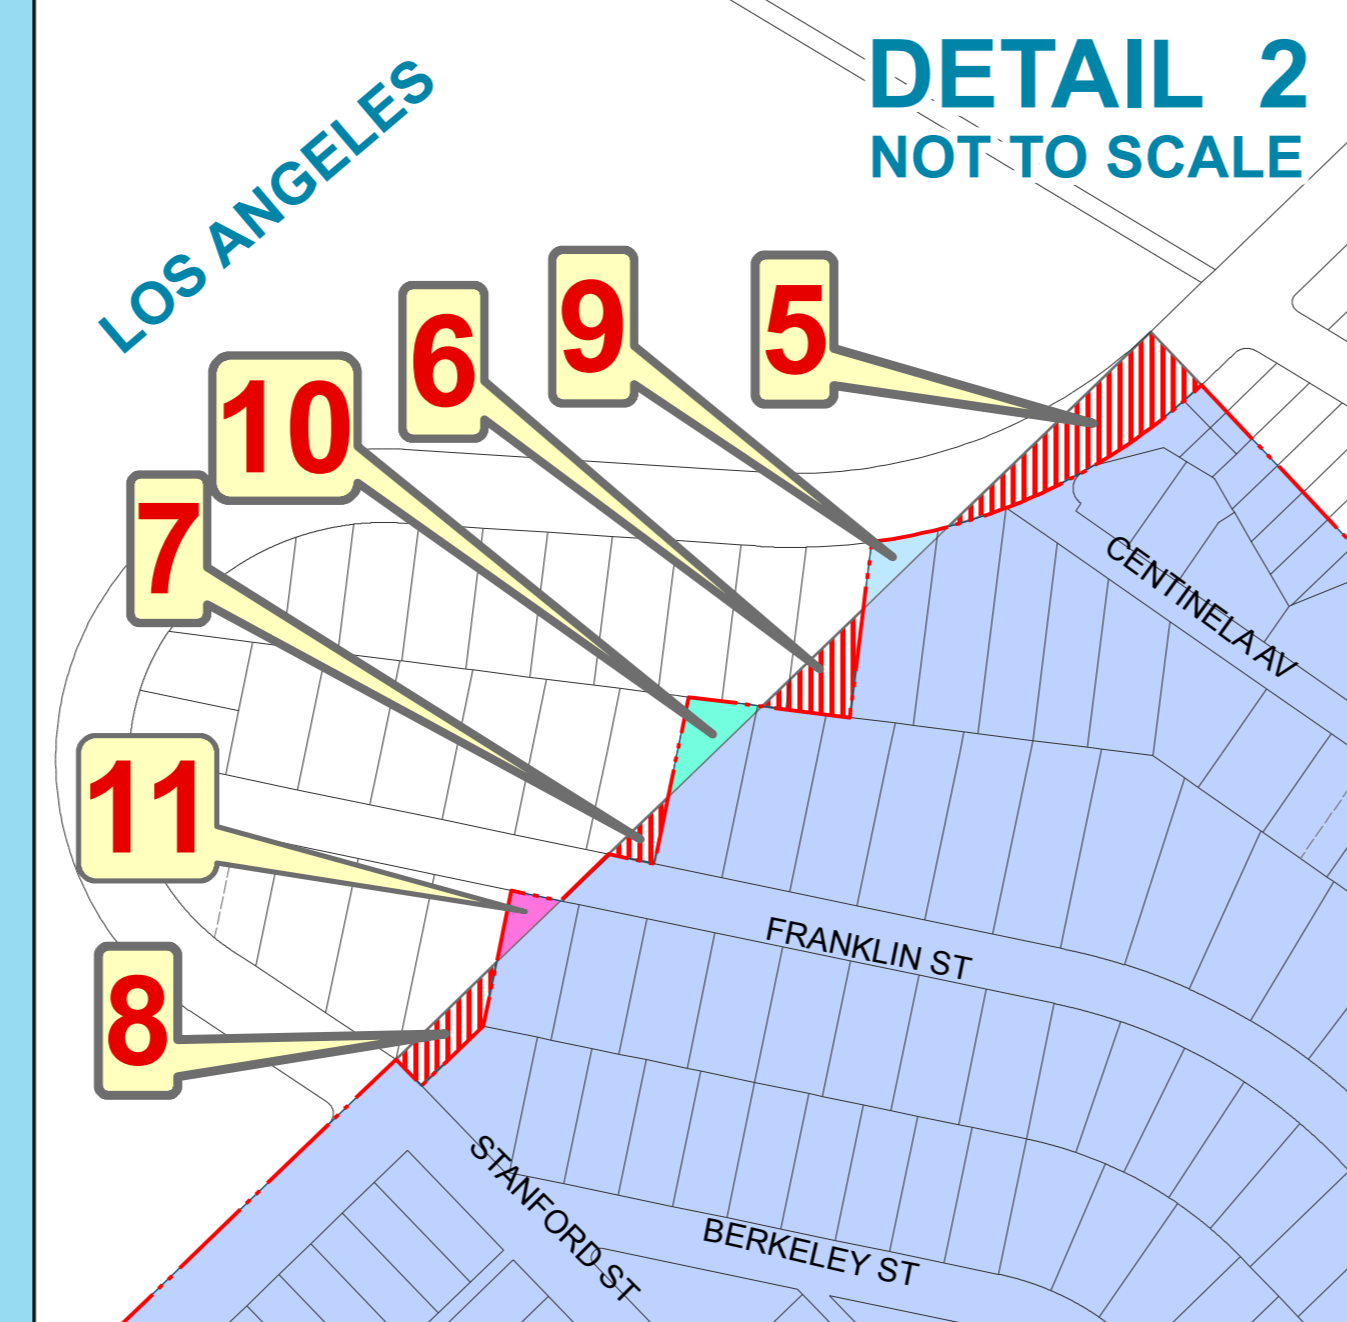 DETAIL 2
NOT TO SCALE
LOS ANGELES
9
5
6
10
7
CENTINELA AV
11
FRANKLIN ST
8
STANFORD ST
BERKELEY ST